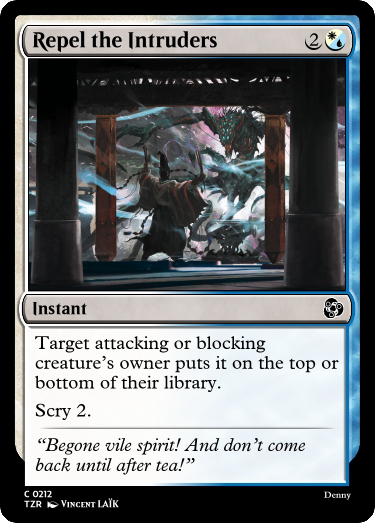 Repel the Intruders 2
Instant
Target attacking or blocking
creature's owner puts it on the top or
bottom of their library.
Scry 2.
“Begone vile spirit! And don't come
back until after tea!”
C 0212
TZR Vincent Laïk
Denny